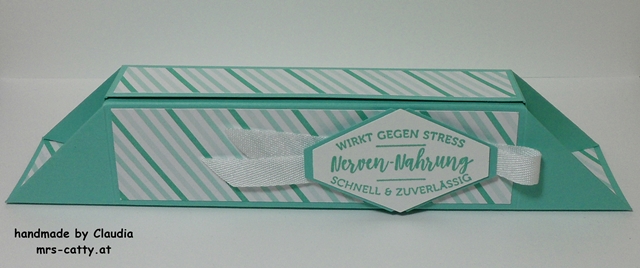 WIRKT GEGEN STRESS
Nerven-Nahrung
SCHNELL & ZUVERLÄSSIG
handmade by Claudia
mrs-catty.at